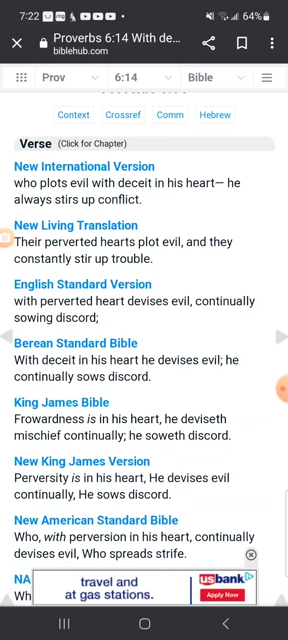 7:22
64%
Proverbs 6:14 With de...
biblehub.com
Prov
6:14
Bible
Context
Crossref
Comm
Hebrew
Verse (Click for Chapter)
New International Version
who plots evil with deceit in his heart— he
always stirs up conflict.
New Living Translation
Their perverted hearts plot evil, and they
constantly stir up trouble.
English Standard Version
with perverted heart devises evil, continually
sowing discord;
Berean Standard Bible
With deceit in his heart he devises evil; he
continually sows discord.
King James Bible
Frowardness is in his heart, he deviseth
mischief continually; he soweth discord.
New King James Version
Perversity is in his heart, He devises evil
continually, He sows discord.
New American Standard Bible
Who, with perversion in his heart, continually
devises evil, Who spreads strife.
NA
Wh
travel and
at gas stations.
usbank
Apply Now